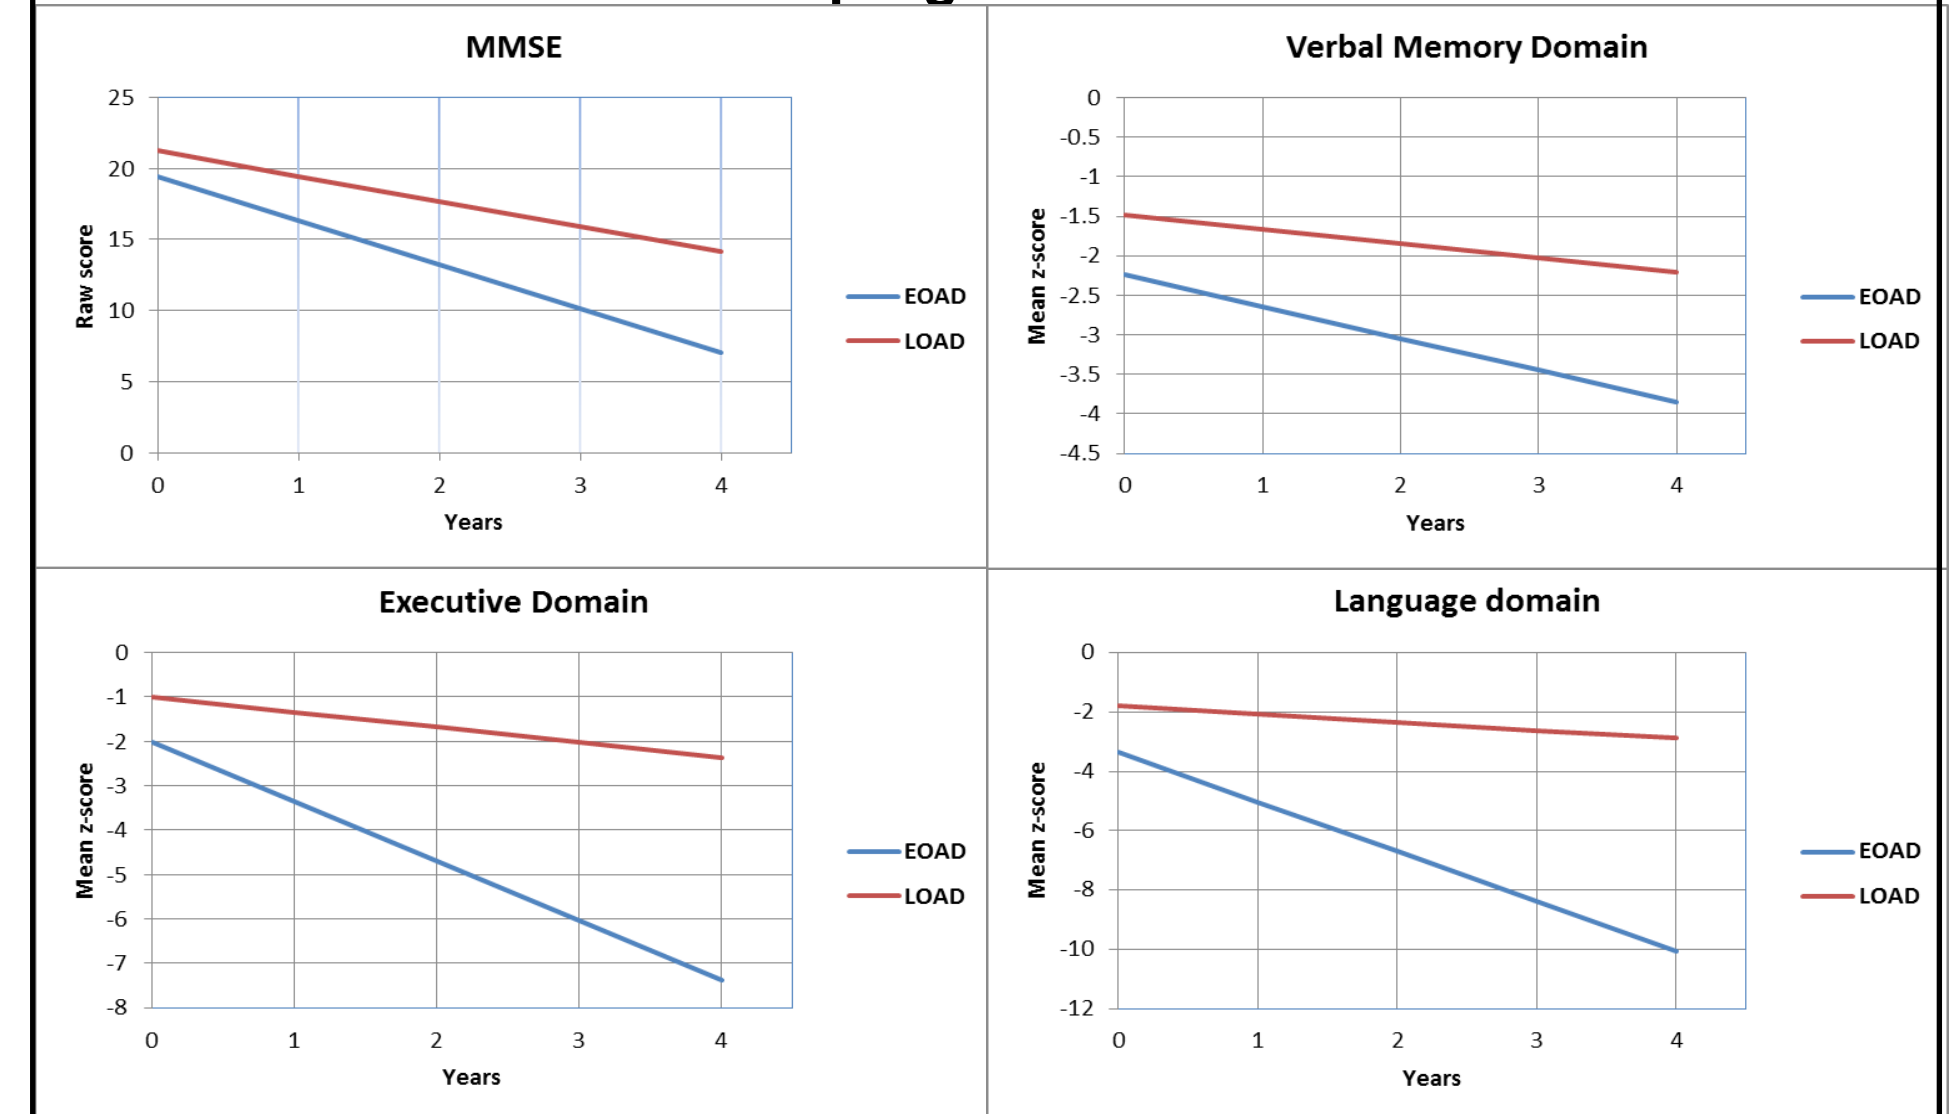 MMSE
25
20
15
10
5
0
Raw score
0 1 2 3 4
Years
EOAD
LOAD
Verbal Memory Domain
0
-0.5
-1
-1.5
-2
-2.5
-3
-3.5
-4
-4.5
Mean z-score
0 1 2 3 4
Years
EOAD
LOAD
Executive Domain
0
-1
-2
-3
-4
-5
-6
-7
-8
Mean z-score
0 1 2 3 4
Years
EOAD
LOAD
Language domain
0
-2
-4
-6
-8
-10
-12
Mean z-score
0 1 2 3 4
Years
EOAD
LOAD